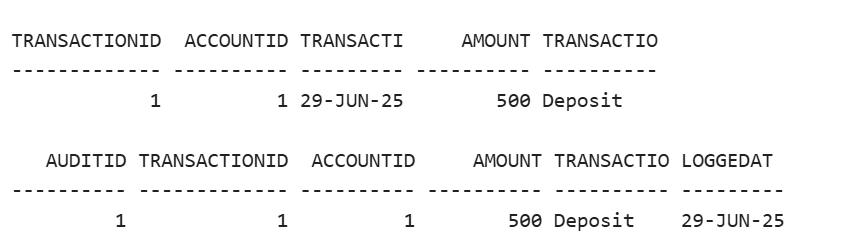 TRANSACTIONID  ACCOUNTID TRANSACTI     AMOUNT TRANSACTIO
------------- ---------- --------- ---------- ----------
            1          1 29-JUN-25        500 Deposit
   AUDITID TRANSACTIONID  ACCOUNTID     AMOUNT TRANSACTIO LOGGEDAT
---------- ------------- ---------- ---------- ---------- ---------
         1             1          1        500 Deposit    29-JUN-25